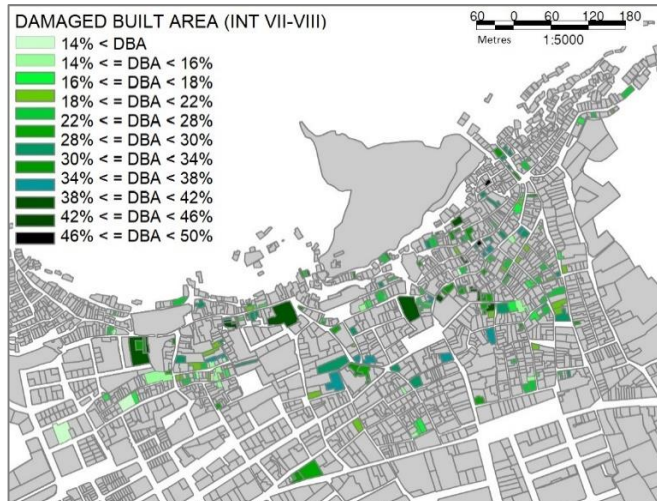 DAMAGED BUILT AREA (INT VII-VIII)
14% < DBA
14% < = DBA < 16%
16% < = DBA < 18%
18% < = DBA < 22%
22% < = DBA < 28%
28% < = DBA < 30%
30% < = DBA < 34%
34% < = DBA < 38%
38% < = DBA < 42%
42% < = DBA < 46%
46% < = DBA < 50%
60 0 60 120 180
Metres 1:5000